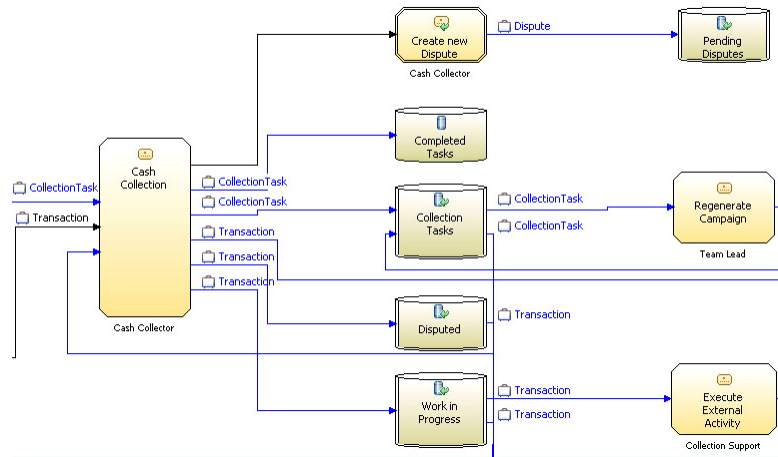 Dispute
Create new
Dispute
Pending
Disputes
Cash Collector
Completed
Tasks
Cash
Collection
CollectionTask
CollectionTask
CollectionTask
Transaction
Collection
Tasks
CollectionTask
CollectionTask
Regenerate
Campaign
Team Lead
Transaction
Transaction
Transaction
Cash Collector
Disputed
Transaction
Work in
Progress
Transaction
Transaction
Execute
External
Activity
Collection Support